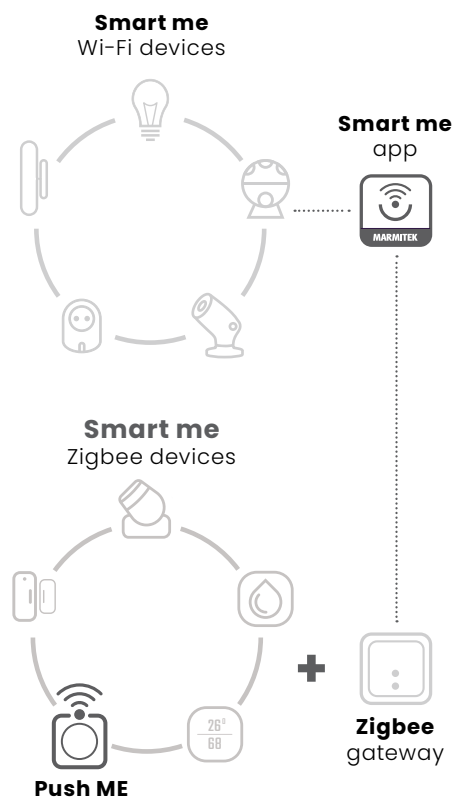 Smart me
Wi-Fi devices
Smart me
app
MARMITEK
Smart me
Zigbee devices
26°
68
Zigbee
gateway
Push ME